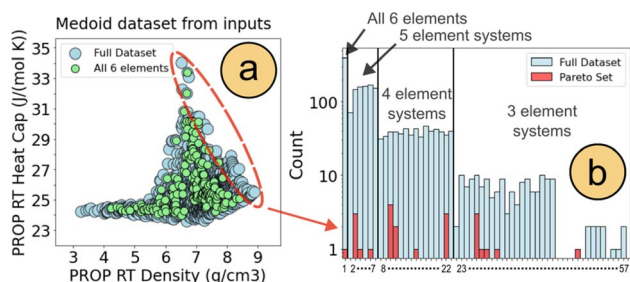 Medoid dataset from inputs
PROP RT Heat Cap (J/(mol K))
35
33
31
29
27
25
23
Full Dataset
All 6 elements
a
3 4 5 6 7 8 9
PROP RT Density (g/cm3)
All 6 elements
5 element systems
4 element
systems
3 element
systems
Full Dataset
Pareto Set
b
Count
100
10
1
1 2 7 8 22 23 57